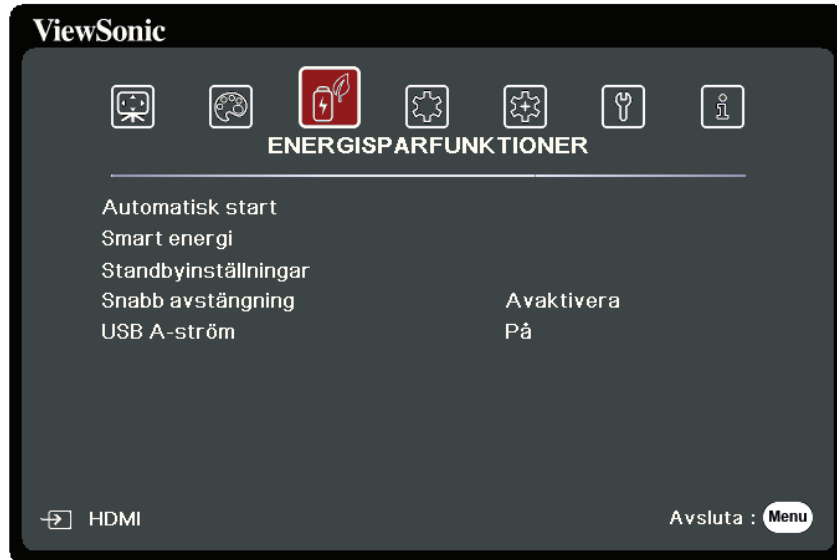 ViewSonic
ENERGISPARFUNKTIONER
Automatisk start
Smart energi
Standbyinställningar
Snabb avstängning Avaktivera
USB A-ström På
HDMI Avsluta : Menu